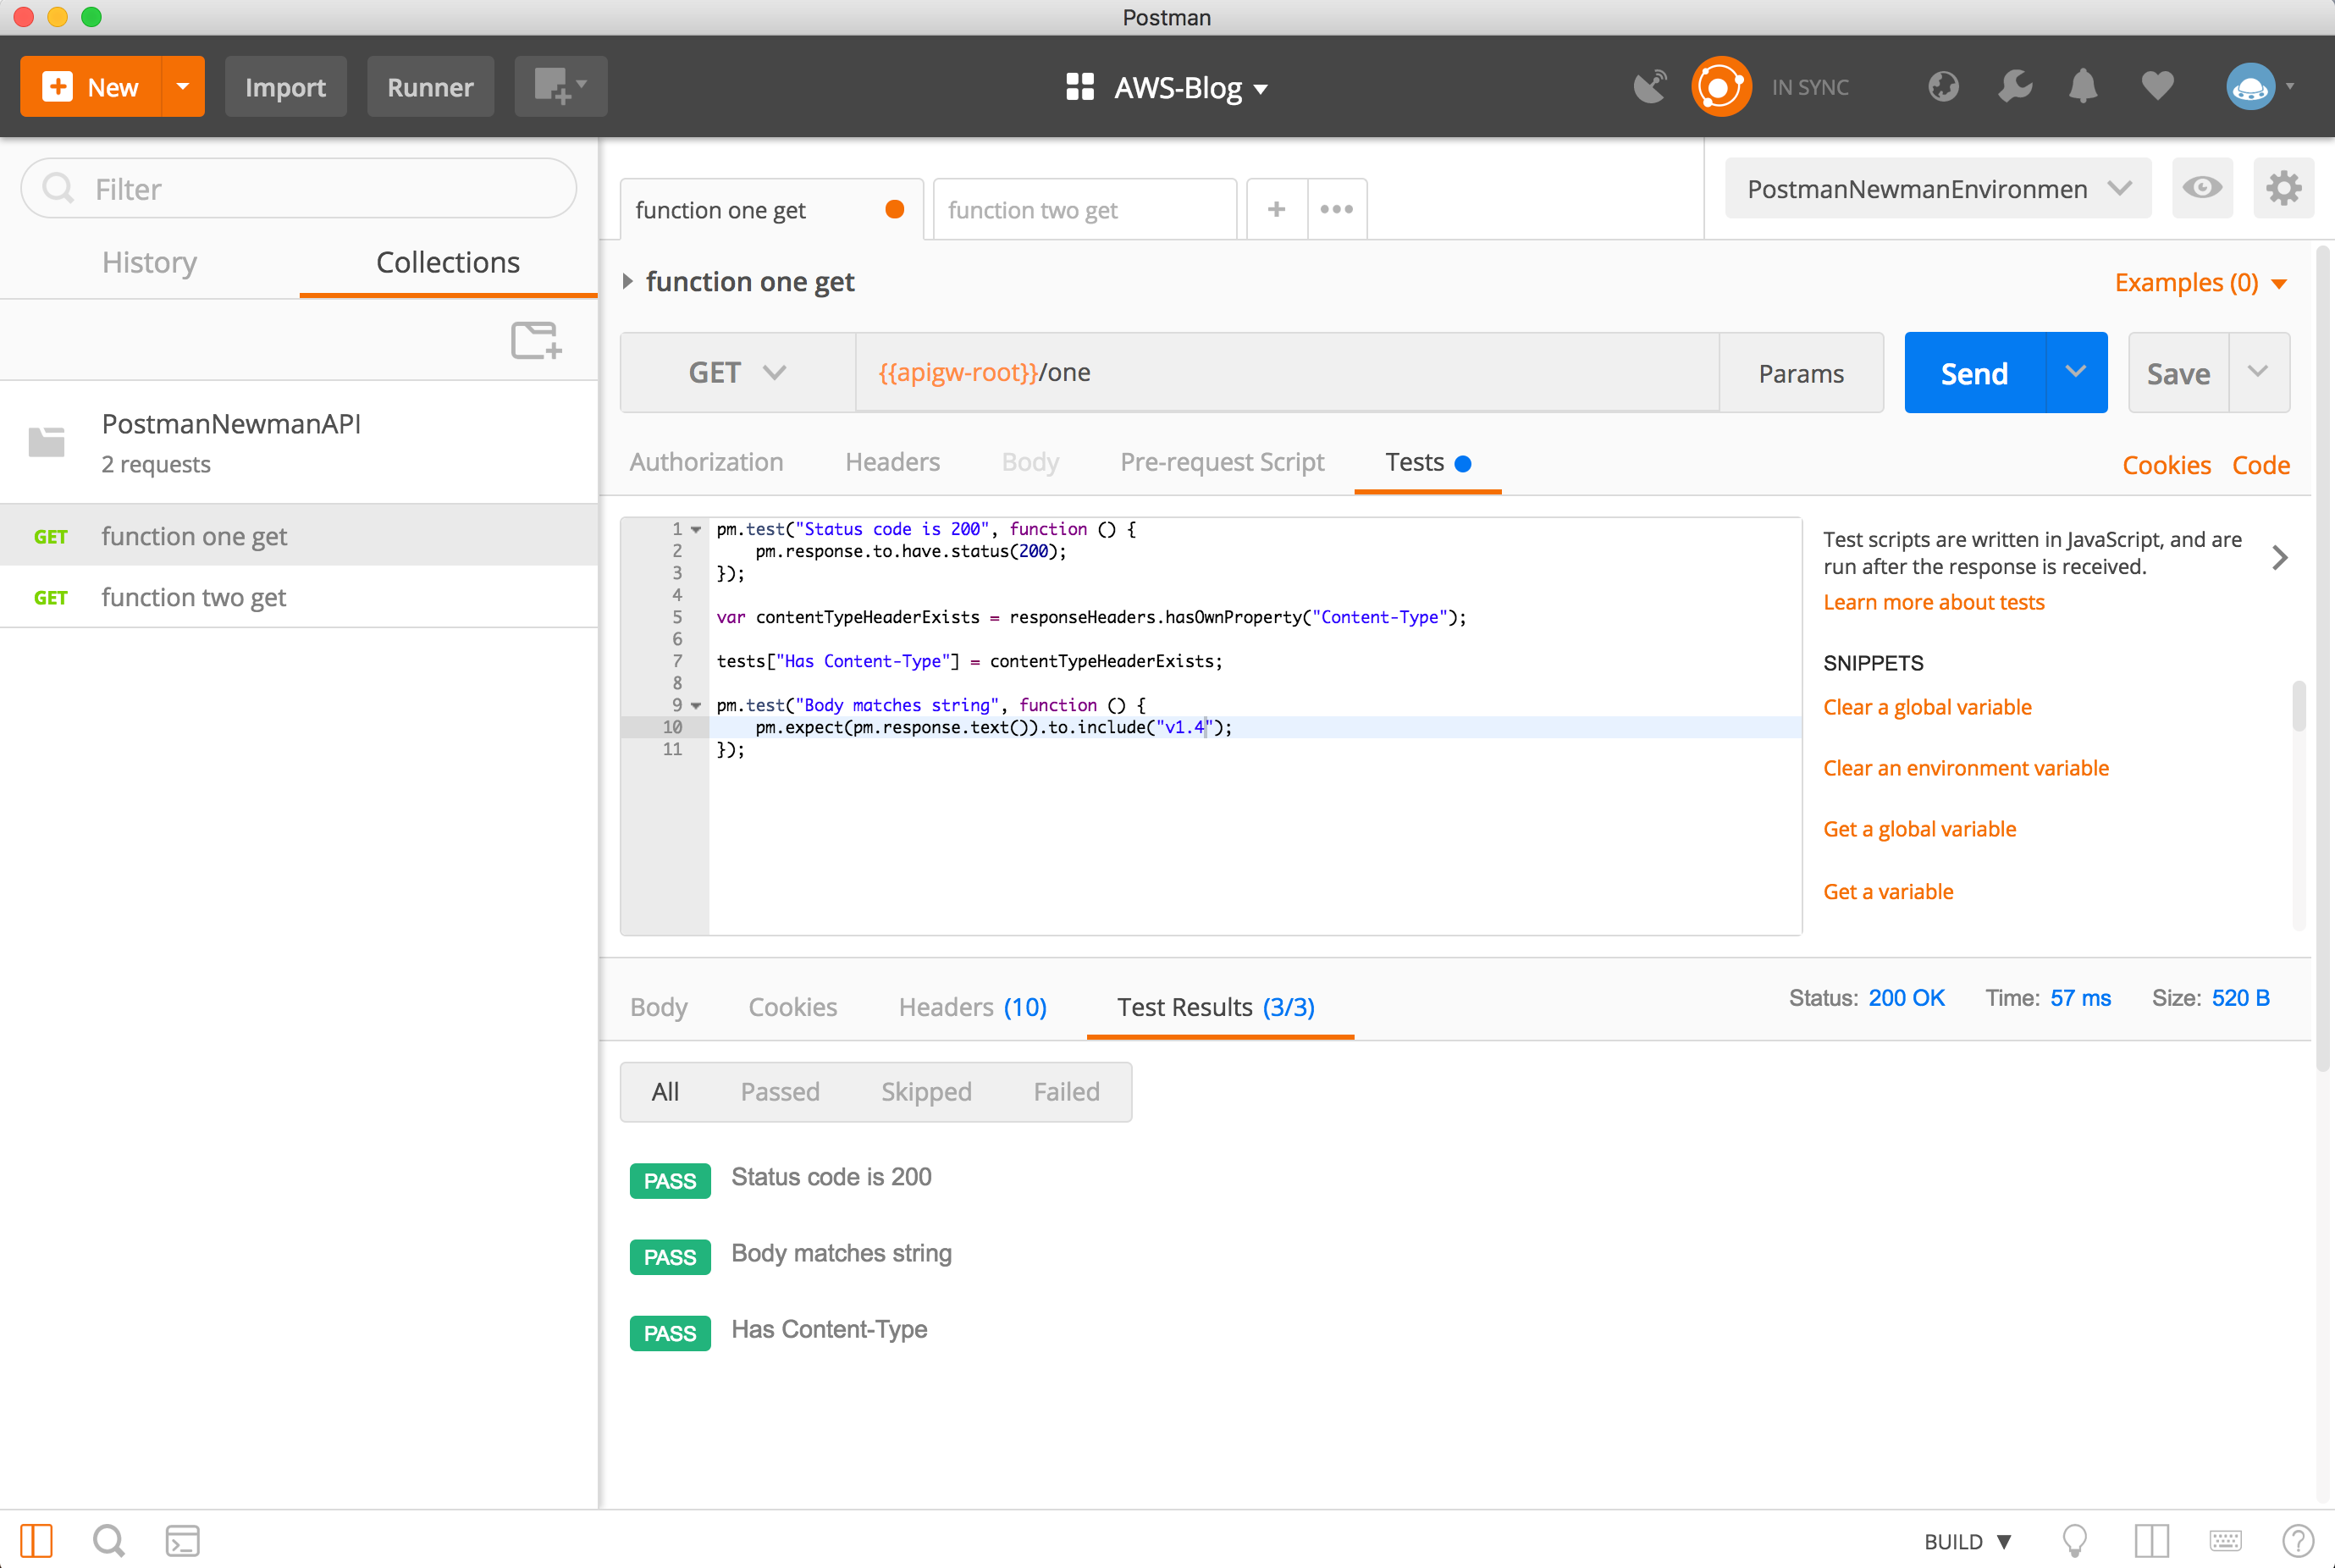 Postman
New
Import
Runner
AWS-Blog
IN SYNC
Filter
History
Collections
PostmanNewmanAPI
2 requests
GET function one get
GET function two get
function one get
function two get
PostmanNewmanEnvironmen
function one get
Examples (0)
GET
{{apigw-root}}/one
Params
Send
Save
Authorization
Headers
Body
Pre-request Script
Tests
Cookies
Code
1 pm.test("Status code is 200", function () {
2 pm.response.to.have.status(200);
3 });
4
5 var contentTypeHeaderExists = responseHeaders.hasOwnProperty("Content-Type");
6
7 tests["Has Content-Type"] = contentTypeHeaderExists;
8
9 pm.test("Body matches string", function () {
10 pm.expect(pm.response.text()).to.include("v1.4");
11 });
Test scripts are written in JavaScript, and are
run after the response is received.
Learn more about tests
SNIPPETS
Clear a global variable
Clear an environment variable
Get a global variable
Get a variable
Body
Cookies
Headers (10)
Test Results (3/3)
Status: 200 OK
Time: 57 ms
Size: 520 B
All
Passed
Skipped
Failed
PASS Status code is 200
PASS Body matches string
PASS Has Content-Type
BUILD